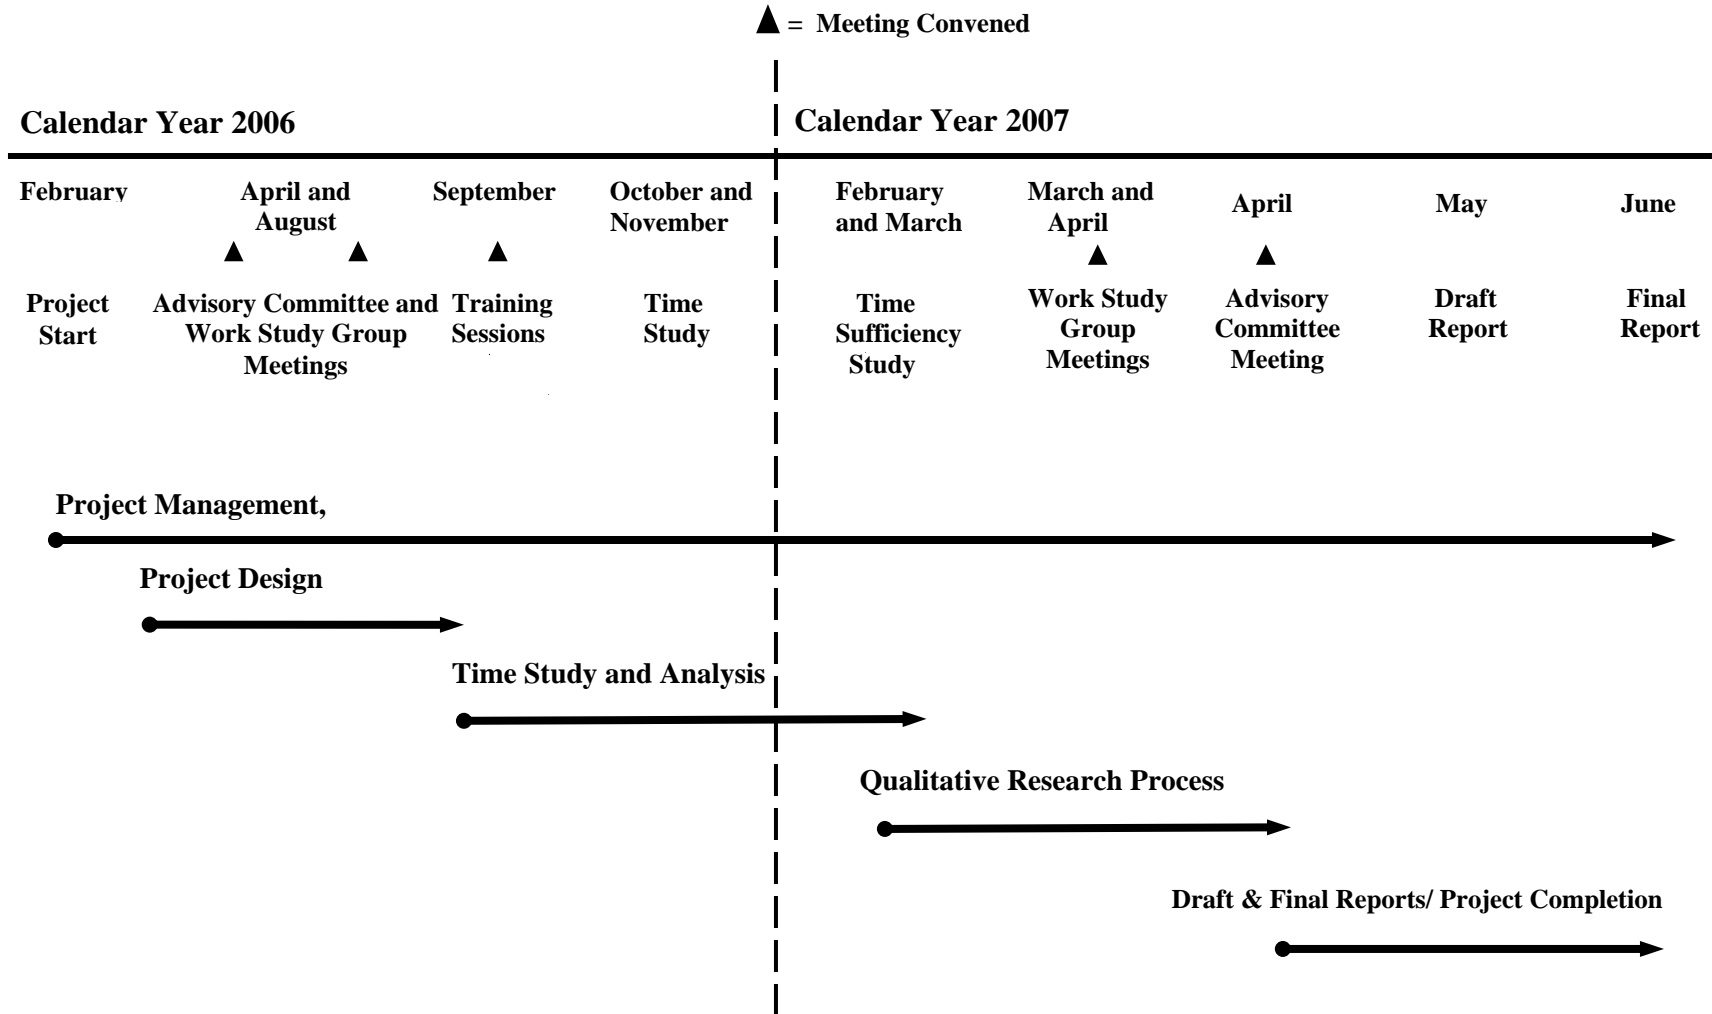 ▲ = Meeting Convened
Calendar Year 2006
Calendar Year 2007
February
April and
August
September
October and
November
February
and March
March and
April
April
May
June
Project
Start
Advisory Committee and
Work Study Group
Meetings
Training
Sessions
Time
Study
Time
Sufficiency
Study
Work Study
Group
Meetings
Advisory
Committee
Meeting
Draft
Report
Final
Report
Project Management,
Project Design
Time Study and Analysis
Qualitative Research Process
Draft & Final Reports/ Project Completion